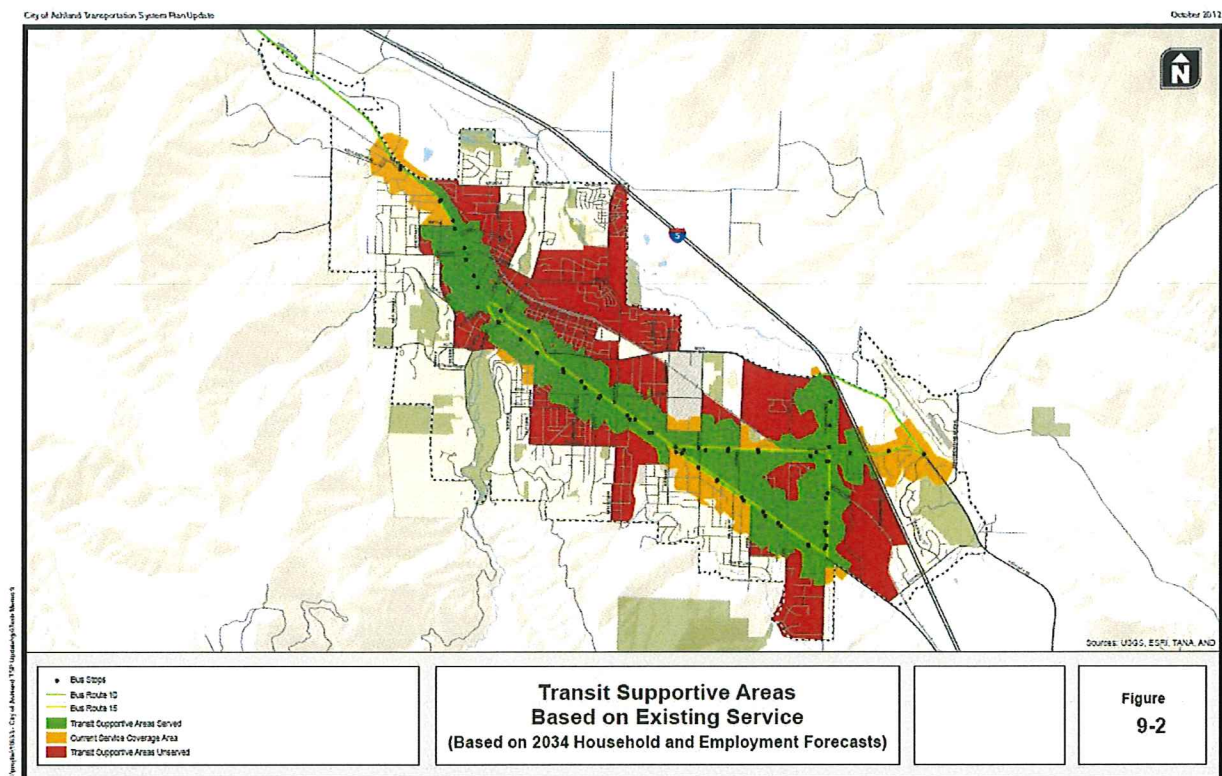 City of Ashland Transportation System Plan Update
October 2012
N
5
Sources: USGS, ESRI, TANA, AND
Bus Stops
Bus Route 10
Bus Route 15
Transit Supportive Areas Served
Current Service Coverage Area
Transit Supportive Areas Unserved
Transit Supportive Areas
Based on Existing Service
(Based on 2034 Household and Employment Forecasts)
Figure
9-2